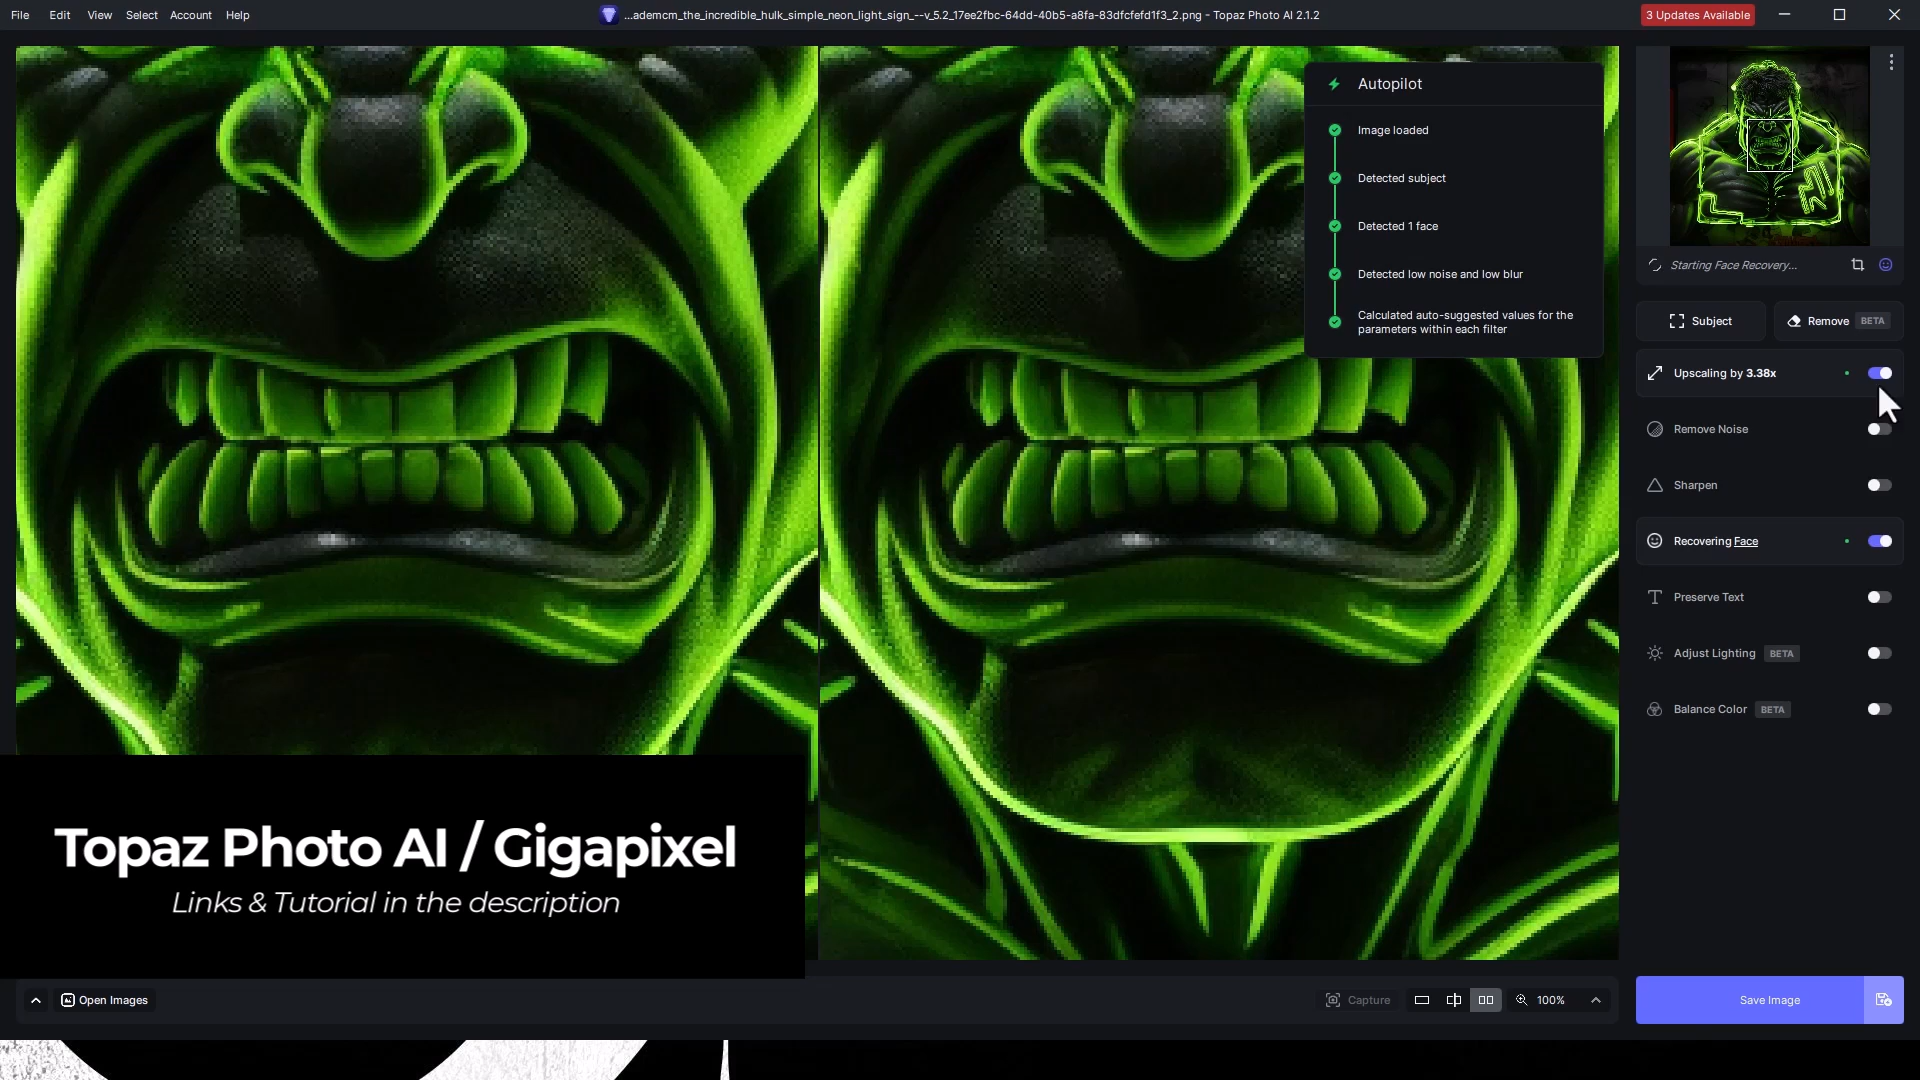 File Edit View Select Account Help
...ademcm_the_incredible_hulk_simple_neon_light_sign_--v_5.2_17ee2fbc-64dd-40b5-a8fa-83dfcfefd1f3_2.png - Topaz Photo AI 2.1.2
3 Updates Available
Autopilot
Image loaded
Detected subject
Detected 1 face
Detected low noise and low blur
Calculated auto-suggested values for the
parameters within each filter
Starting Face Recovery...
Subject
Remove BETA
Upscaling by 3.38x
Remove Noise
Sharpen
Recovering Face
Preserve Text
Adjust Lighting BETA
Balance Color BETA
Topaz Photo AI / Gigapixel
Links & Tutorial in the description
Open Images
Capture
100%
Save Image